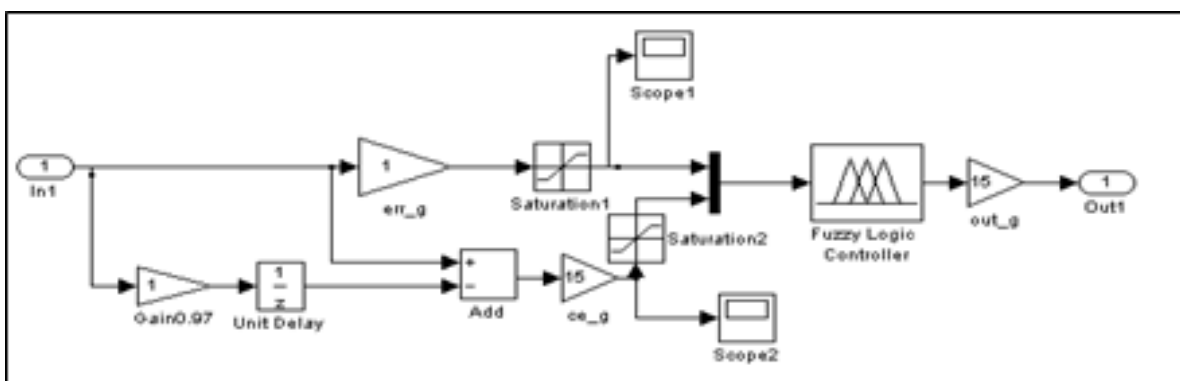 Scope1
1
In1
1
err_g
Saturation1
Saturation2
Fuzzy Logic
Controller
15
out_g
1
Out1
1
Gain0.97
1
z
Unit Delay
+
−
Add
15
ce_g
Scope2